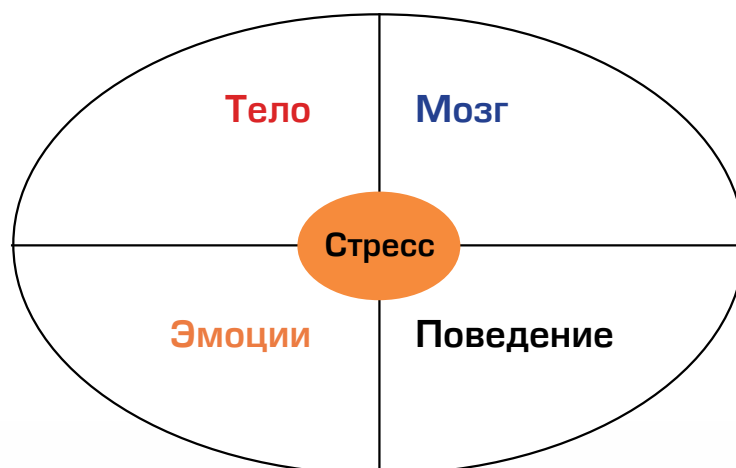 Тело
Мозг
Стресс
Эмоции
Поведение